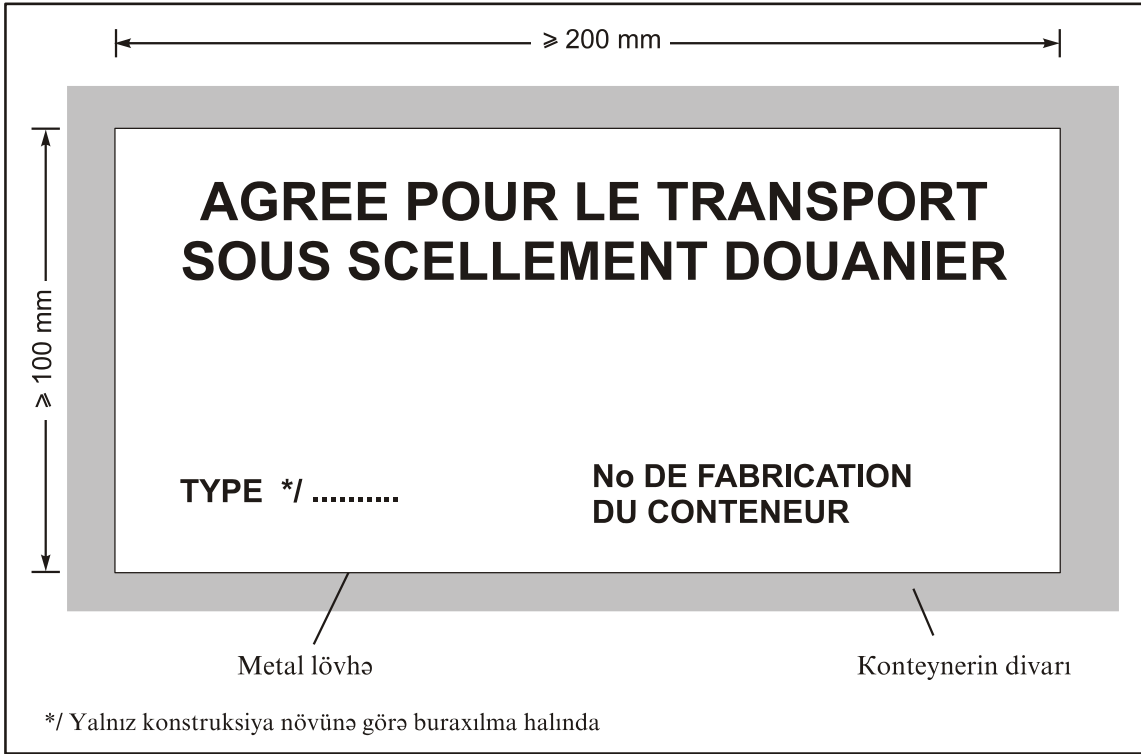 ⩾ 200 mm
⩾ 100 mm
AGREE POUR LE TRANSPORT
SOUS SCELLEMENT DOUANIER
TYPE */ ..........
No DE FABRICATION
DU CONTENEUR
Metal lövhə
Konteynerin divarı
*/ Yalnız konstruksiya növünə görə buraxılma halında